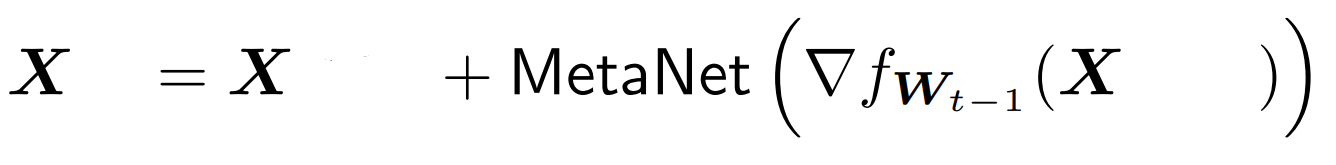 X = X + MetaNet (∇f_{W_{t−1}}(X ))